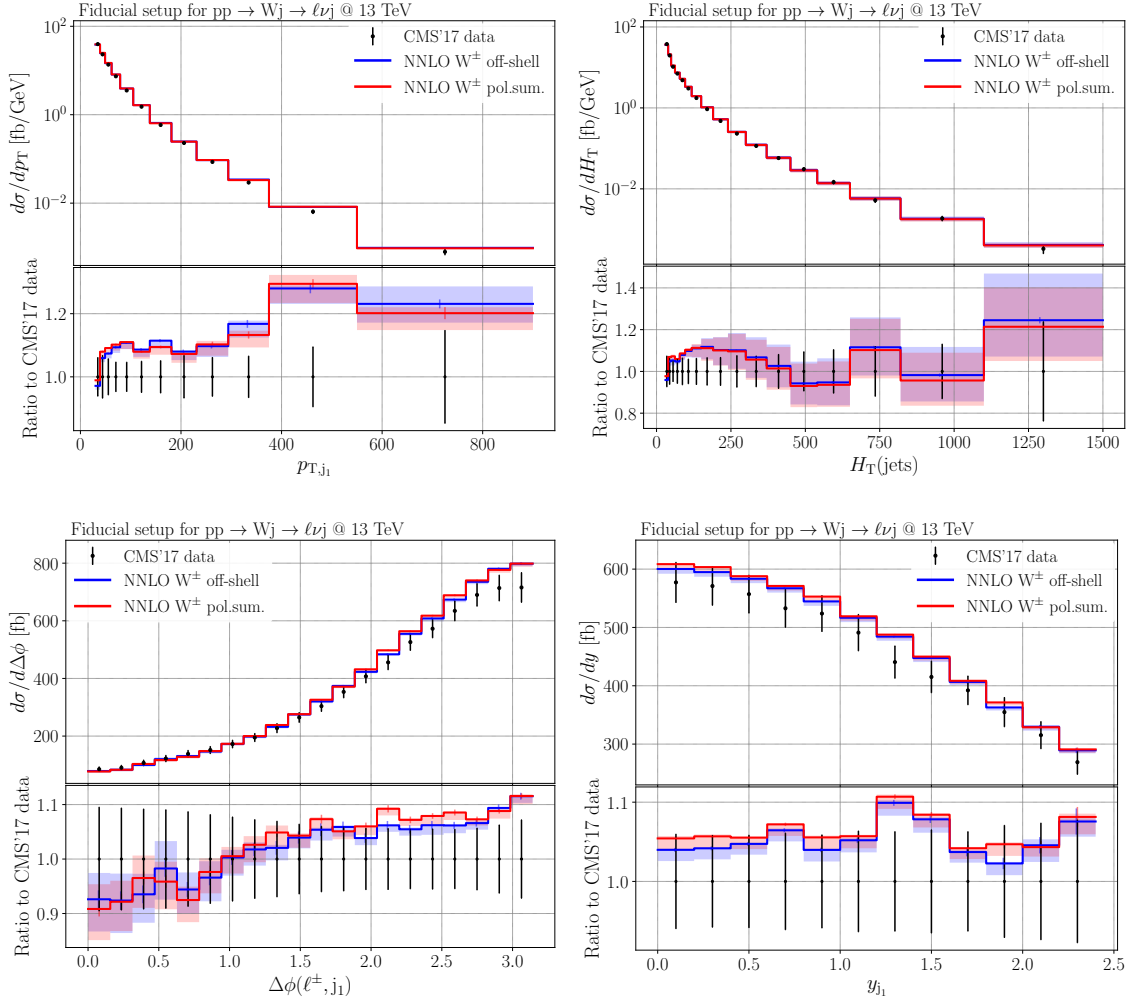 Fiducial setup for pp → Wj → ℓνj @ 13 TeV
CMS'17 data
NNLO W± off-shell
NNLO W± pol.sum.
dσ/dpT [fb/GeV]
10²
10⁰
10⁻²
Ratio to CMS'17 data
1.2
1.0
0 200 400 600 800
pT,j₁
Fiducial setup for pp → Wj → ℓνj @ 13 TeV
CMS'17 data
NNLO W± off-shell
NNLO W± pol.sum.
dσ/dHT [fb/GeV]
10²
10⁰
10⁻²
Ratio to CMS'17 data
1.4
1.2
1.0
0.8
0 250 500 750 1000 1250 1500
HT(jets)
Fiducial setup for pp → Wj → ℓνj @ 13 TeV
CMS'17 data
NNLO W± off-shell
NNLO W± pol.sum.
dσ/dΔϕ [fb]
800
600
400
200
Ratio to CMS'17 data
1.1
1.0
0.9
0.0 0.5 1.0 1.5 2.0 2.5 3.0
Δϕ(ℓ±, j₁)
Fiducial setup for pp → Wj → ℓνj @ 13 TeV
CMS'17 data
NNLO W± off-shell
NNLO W± pol.sum.
dσ/dy [fb]
600
500
400
300
Ratio to CMS'17 data
1.1
1.0
0.0 0.5 1.0 1.5 2.0 2.5
yj₁